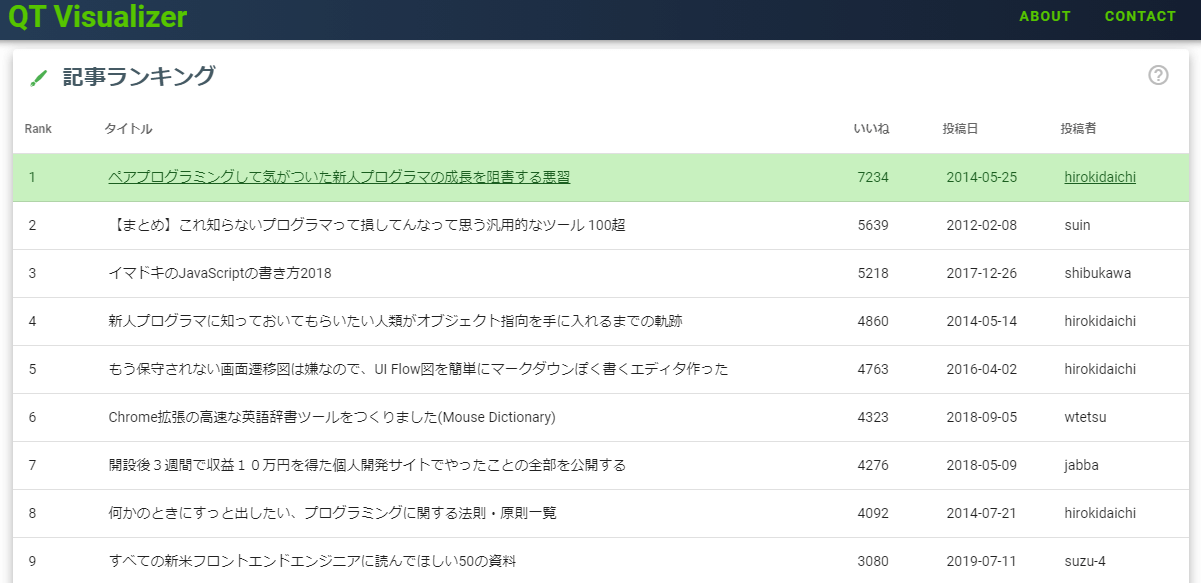 QT Visualizer ABOUT CONTACT
記事ランキング
Rank タイトル いいね 投稿日 投稿者
1 ペアプログラミングして気がついた新人プログラマの成長を阻害する悪習 7234 2014-05-25 hirokidaichi
2 【まとめ】これ知らないプログラマって損してんなって思う汎用的なツール 100超 5639 2012-02-08 suin
3 イマドキのJavaScriptの書き方2018 5218 2017-12-26 shibukawa
4 新人プログラマに知っておいてもらいたい人類がオブジェクト指向を手に入れるまでの軌跡 4860 2014-05-14 hirokidaichi
5 もう保守されない画面遷移図は嫌なので、UI Flow図を簡単にマークダウンぽく書くエディタ作った 4763 2016-04-02 hirokidaichi
6 Chrome拡張の高速な英語辞書ツールをつくりました(Mouse Dictionary) 4323 2018-09-05 wtetsu
7 開設後３週間で収益１０万円を得た個人開発サイトでやったことの全部を公開する 4276 2018-05-09 jabba
8 何かのときにすっと出したい、プログラミングに関する法則・原則一覧 4092 2014-07-21 hirokidaichi
9 すべての新米フロントエンドエンジニアに読んでほしい50の資料 3080 2019-07-11 suzu-4